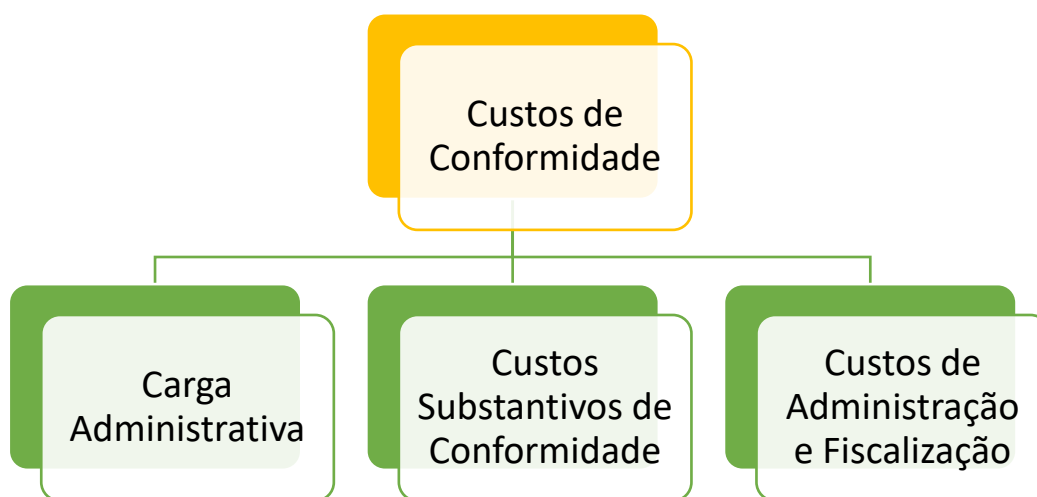 Custos de
Conformidade
Carga
Administrativa
Custos
Substantivos de
Conformidade
Custos de
Administração
e Fiscalização